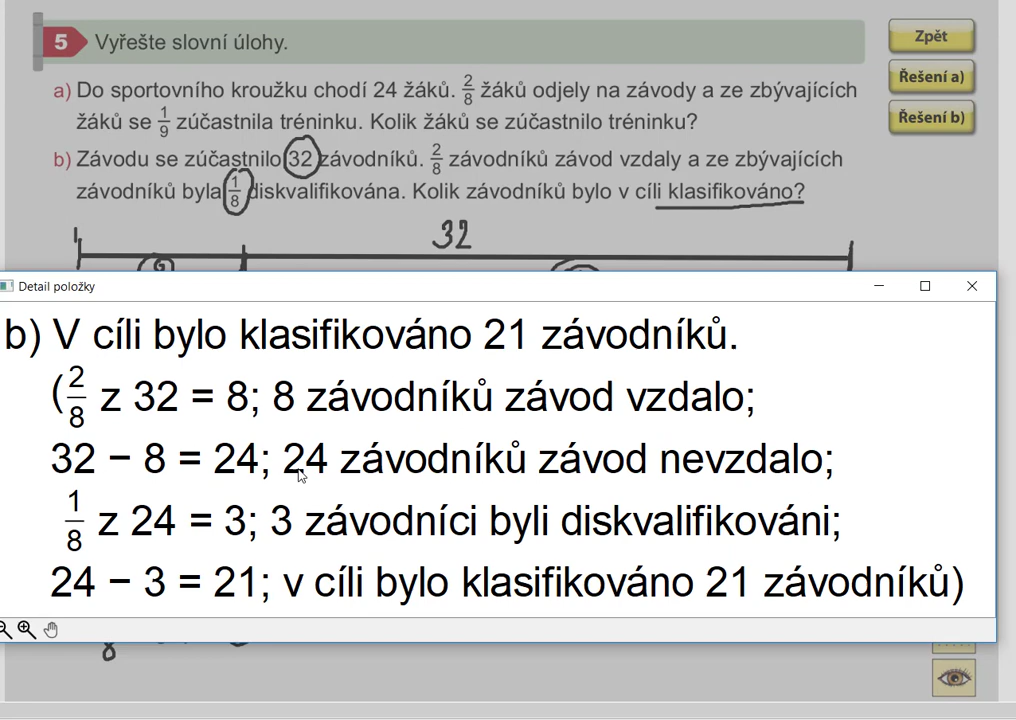 5 Vyřešte slovní úlohy.
Zpět
Řešení a)
Řešení b)
a) Do sportovního kroužku chodí 24 žáků. 2/8 žáků odjely na závody a ze zbývajících
žáků se 1/9 zúčastnila tréninku. Kolik žáků se zúčastnilo tréninku?
b) Závodu se zúčastnilo 32 závodníků. 2/8 závodníků závod vzdaly a ze zbývajících
závodníků byla 1/8 diskvalifikována. Kolik závodníků bylo v cíli klasifikováno?
32
Detail položky
b) V cíli bylo klasifikováno 21 závodníků.
(2/8 z 32 = 8; 8 závodníků závod vzdalo;
32 − 8 = 24; 24 závodníků závod nevzdalo;
1/8 z 24 = 3; 3 závodníci byli diskvalifikováni;
24 − 3 = 21; v cíli bylo klasifikováno 21 závodníků)
8